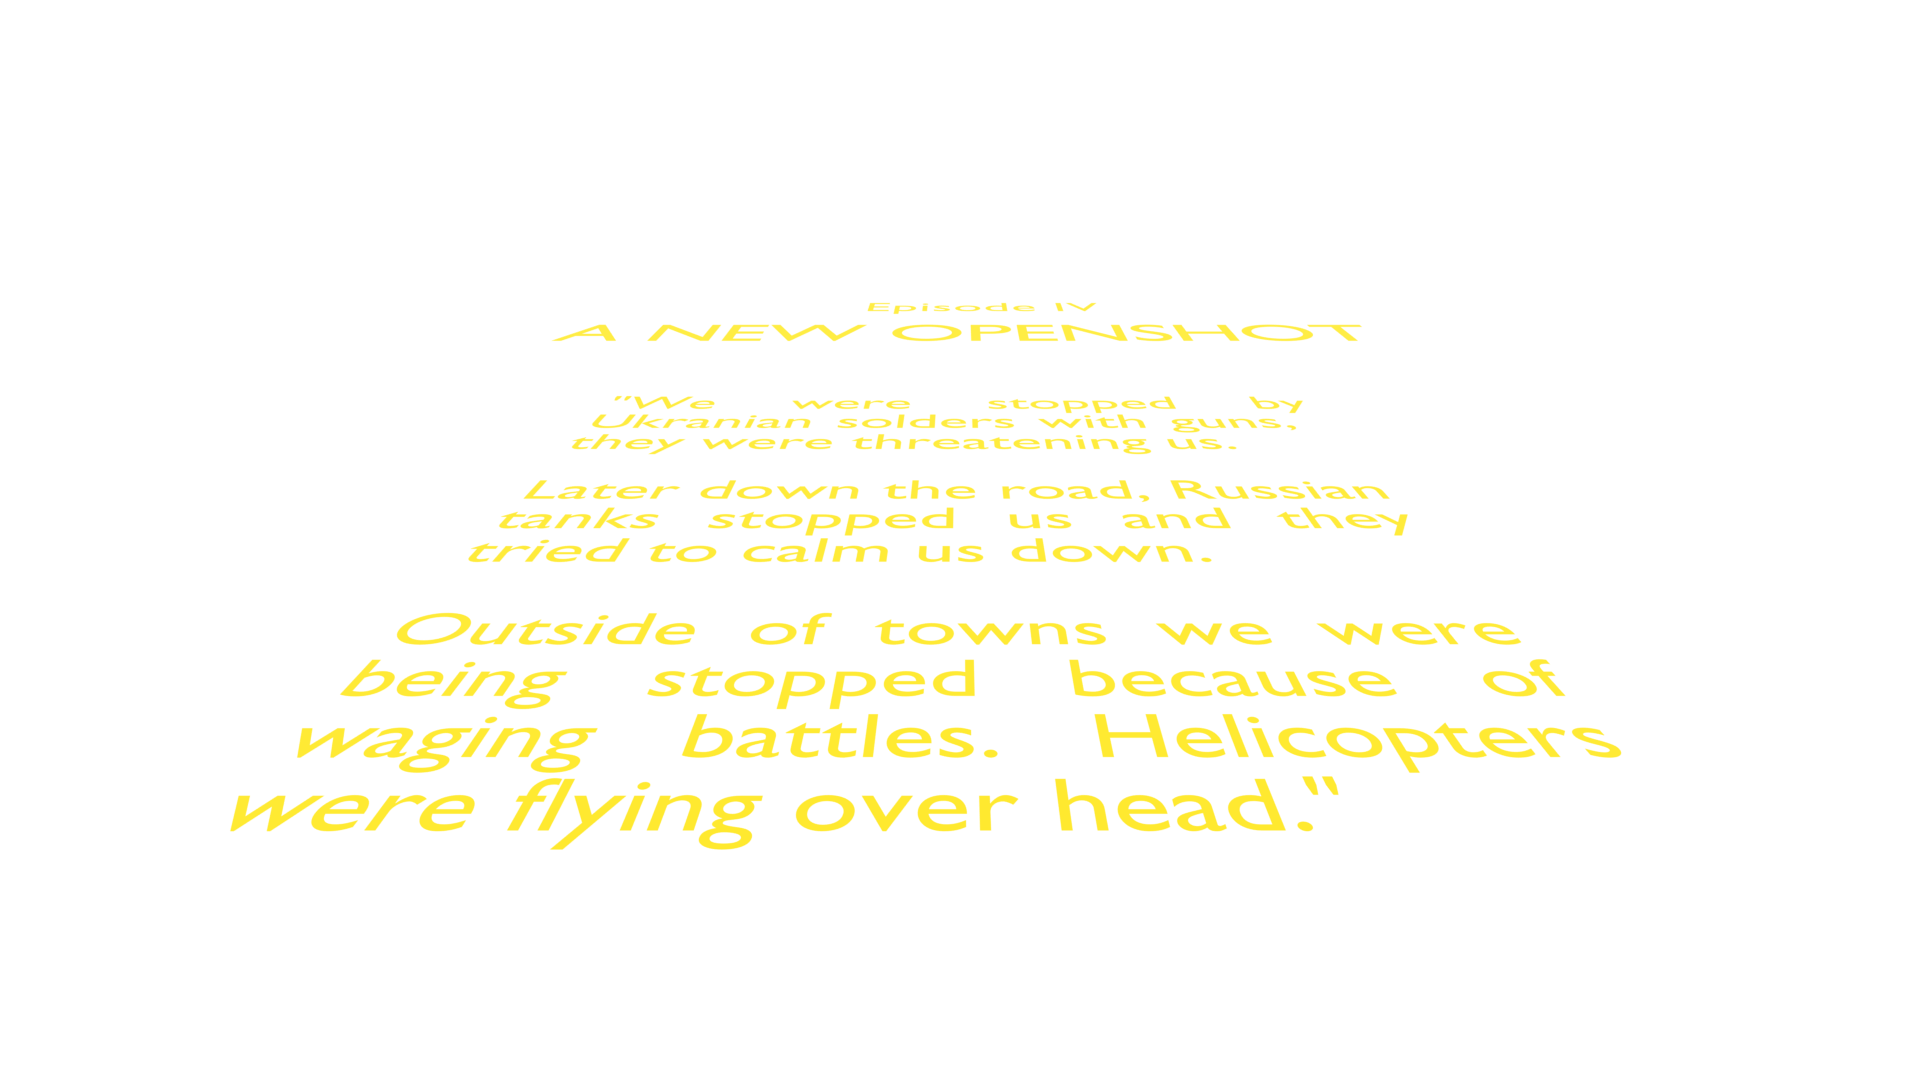 Episode IV
A NEW OPENSHOT
"We were stopped by
Ukranian solders with guns,
they were threatening us.
Later down the road, Russian
tanks stopped us and they
tried to calm us down.
Outside of towns we were
being stopped because of
waging battles. Helicopters
were flying over head."